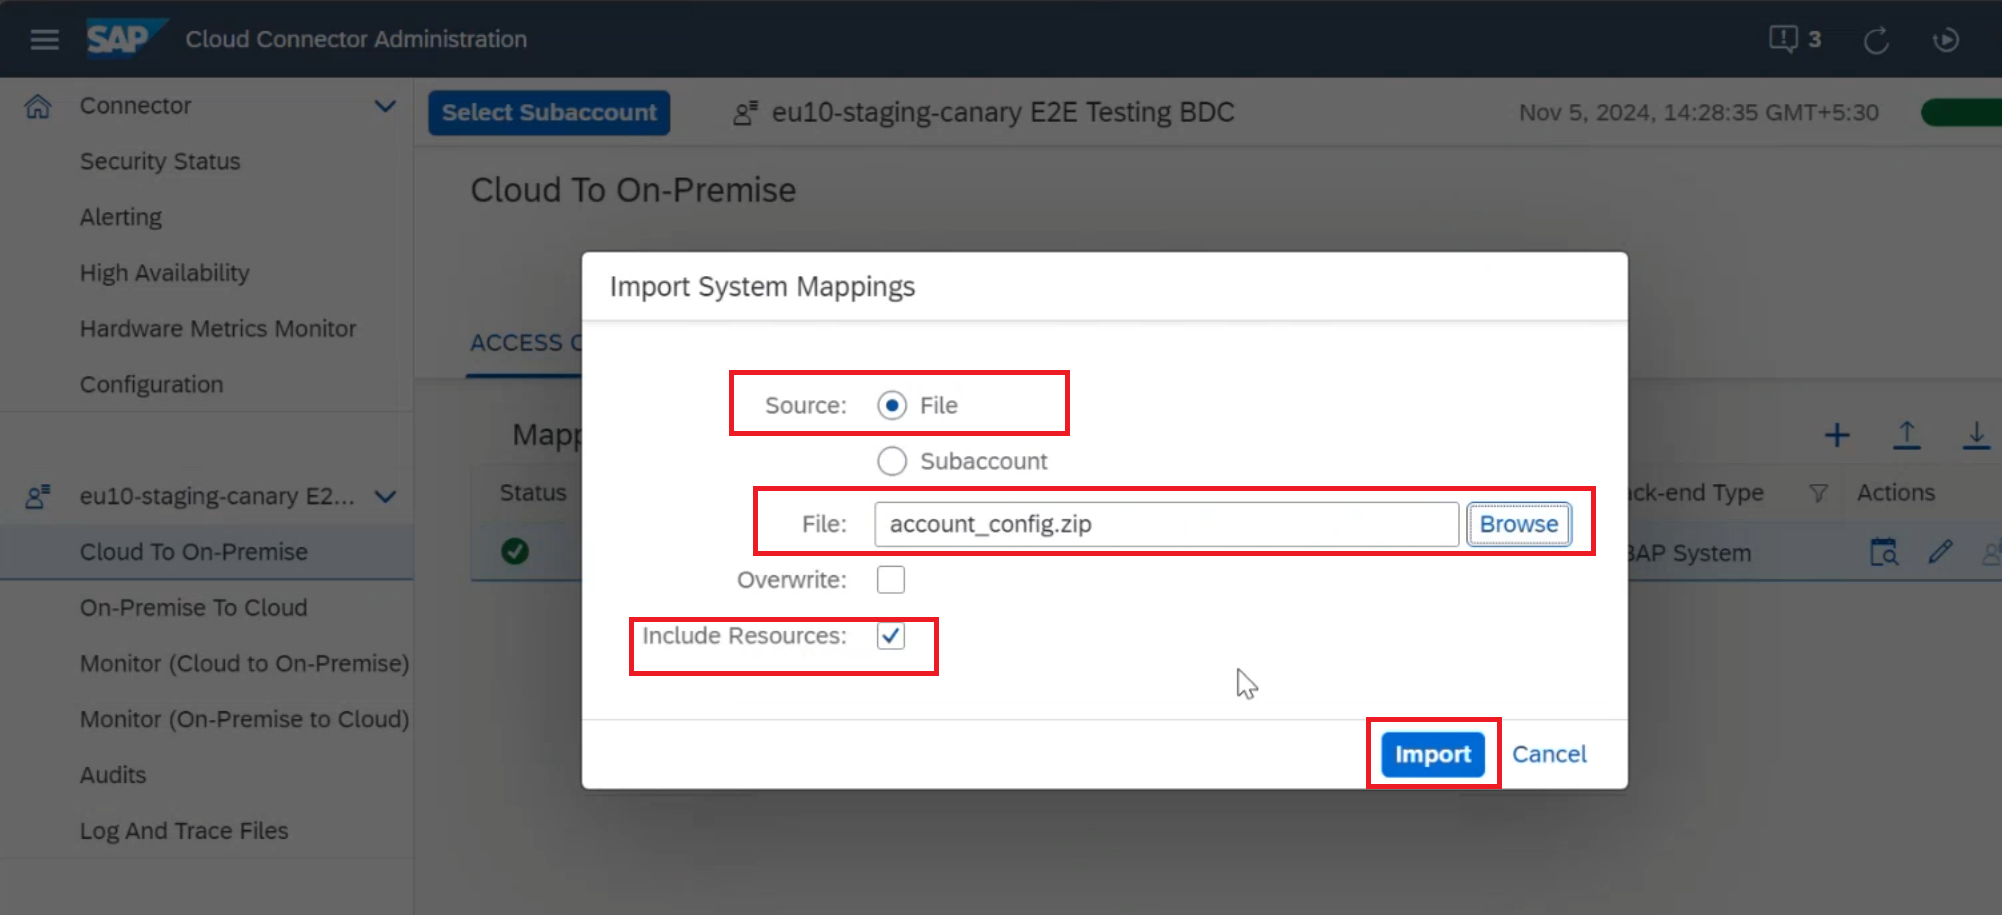 SAP Cloud Connector Administration 3
Connector
Security Status
Alerting
High Availability
Hardware Metrics Monitor
Configuration
eu10-staging-canary E2...
Cloud To On-Premise
On-Premise To Cloud
Monitor (Cloud to On-Premise)
Monitor (On-Premise to Cloud)
Audits
Log And Trace Files
Select Subaccount eu10-staging-canary E2E Testing BDC Nov 5, 2024, 14:28:35 GMT+5:30
Cloud To On-Premise
ACCESS
Status Type Actions
System
Import System Mappings
Source: File
Subaccount
File: account_config.zip Browse
Overwrite:
Include Resources:
Import Cancel